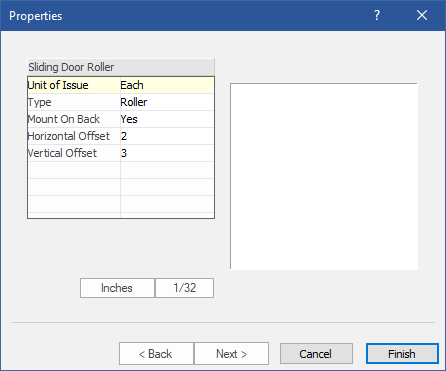 Properties ? ×
Sliding Door Roller
Unit of Issue Each
Type Roller
Mount On Back Yes
Horizontal Offset 2
Vertical Offset 3
Inches 1/32
< Back Next > Cancel Finish